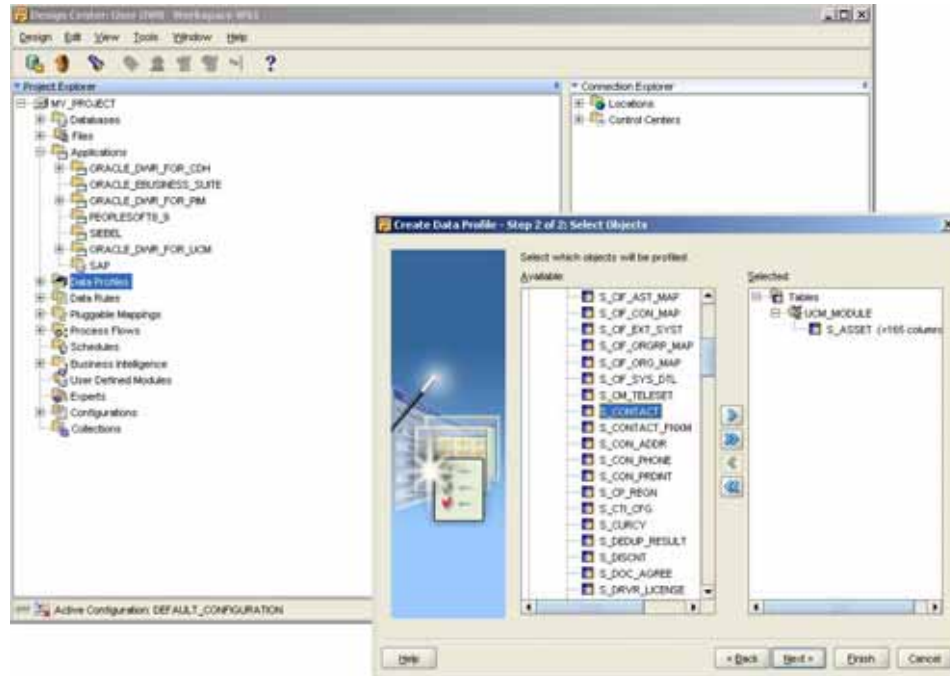 Design Center: User DWR Workspace WS1
Design Edit View Tools Window Help
?
Project Explorer
MY_PROJECT
Databases
Files
Applications
ORACLE_DWR_FOR_CDH
ORACLE_EBUSINESS_SUITE
ORACLE_DWR_FOR_PIM
PEOPLESOFT8_9
SIEBEL
ORACLE_DWR_FOR_UCM
SAP
Data Profiles
Data Rules
Pluggable Mappings
Process Flows
Schedules
Business Intelligence
User Defined Modules
Experts
Configurations
Collections
Active Configuration: DEFAULT_CONFIGURATION
Connection Explorer
Locations
Control Centers
Create Data Profile - Step 2 of 2: Select Objects
Select which objects will be profiled.
Available:
S_CIF_AST_MAP
S_CIF_CON_MAP
S_CIF_EXT_SYST
S_CIF_ORGRP_MAP
S_CIF_ORG_MAP
S_CIF_SYS_DTL
S_CM_TELESET
S_CONTACT
S_CONTACT_FNXM
S_CON_ADDR
S_CON_PHONE
S_CON_PRDINT
S_CP_REGN
S_CTI_CFG
S_CURCY
S_DEDUP_RESULT
S_DISCNT
S_DOC_AGREE
S_DRVR_LICENSE
Selected:
Tables
UCM_MODULE
S_ASSET (>165 columns
Help
< Back
Next >
Finish
Cancel